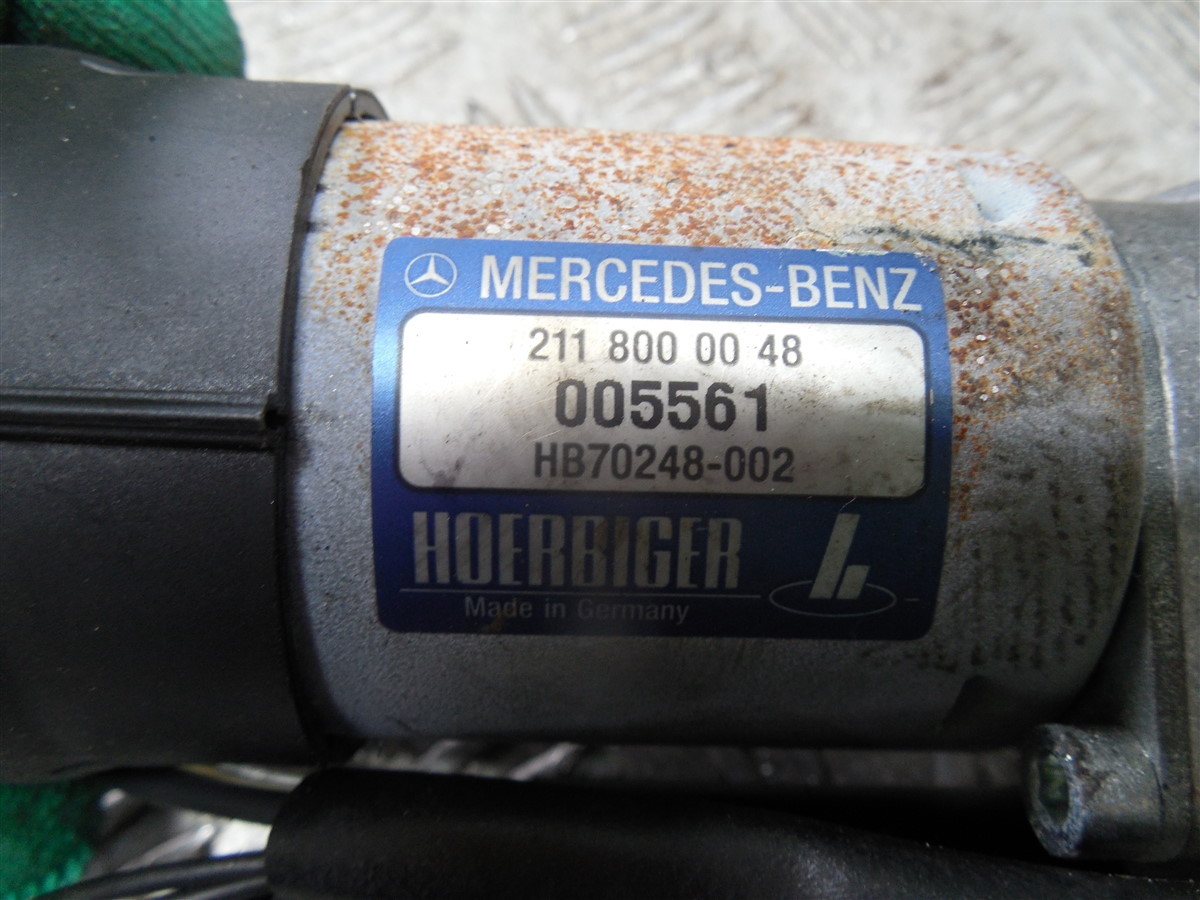 MERCEDES-BENZ
211 800 00 48
005561
HB70248-002
HOERBIGER
Made in Germany